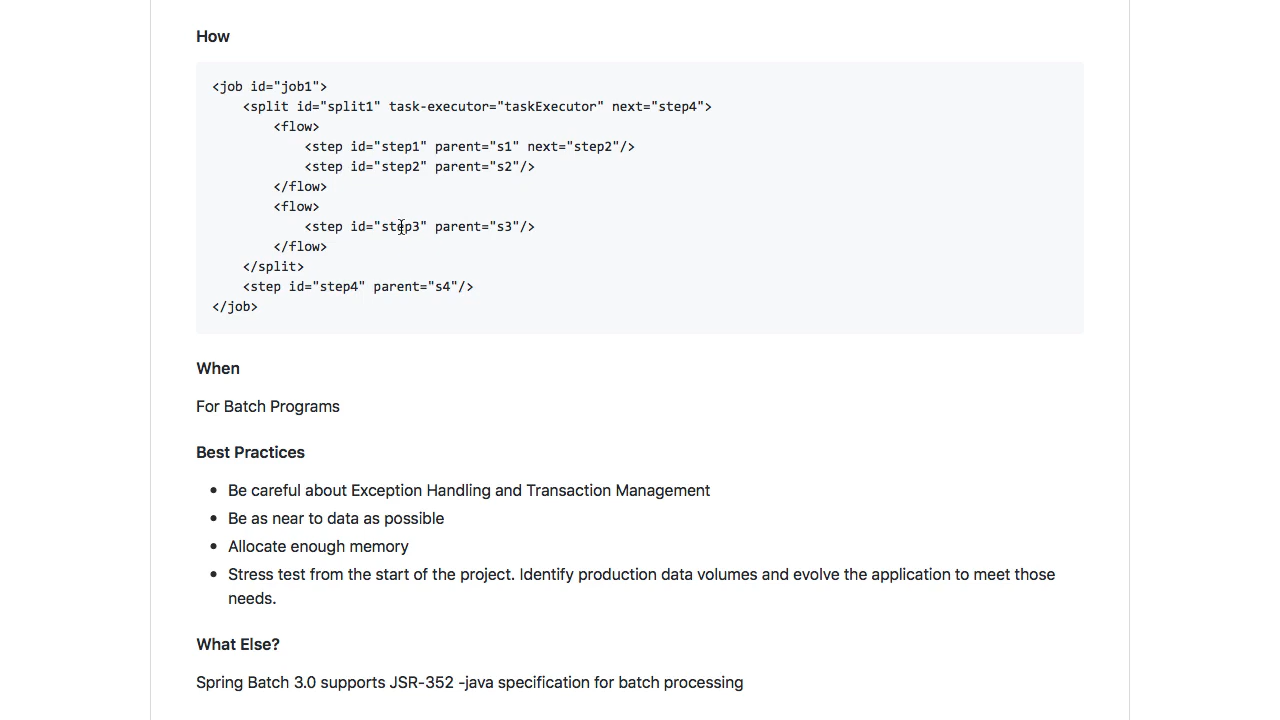 How
<job id="job1">
    <split id="split1" task-executor="taskExecutor" next="step4">
        <flow>
            <step id="step1" parent="s1" next="step2"/>
            <step id="step2" parent="s2"/>
        </flow>
        <flow>
            <step id="step3" parent="s3"/>
        </flow>
    </split>
    <step id="step4" parent="s4"/>
</job>
When
For Batch Programs
Best Practices
• Be careful about Exception Handling and Transaction Management
• Be as near to data as possible
• Allocate enough memory
• Stress test from the start of the project. Identify production data volumes and evolve the application to meet those
needs.
What Else?
Spring Batch 3.0 supports JSR-352 -java specification for batch processing